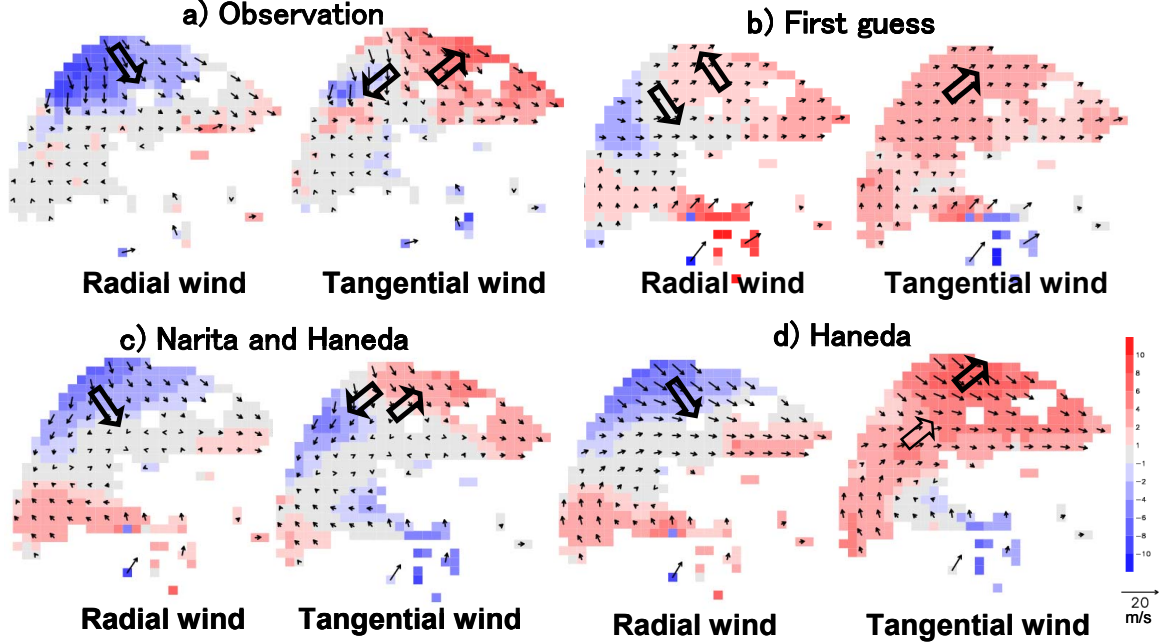 a) Observation
b) First guess
Radial wind
Tangential wind
Radial wind
Tangential wind
c) Narita and Haneda
d) Haneda
10
8
6
4
2
1
-1
-2
-4
-6
-8
-10
Radial wind
Tangential wind
Radial wind
Tangential wind
20
m/s